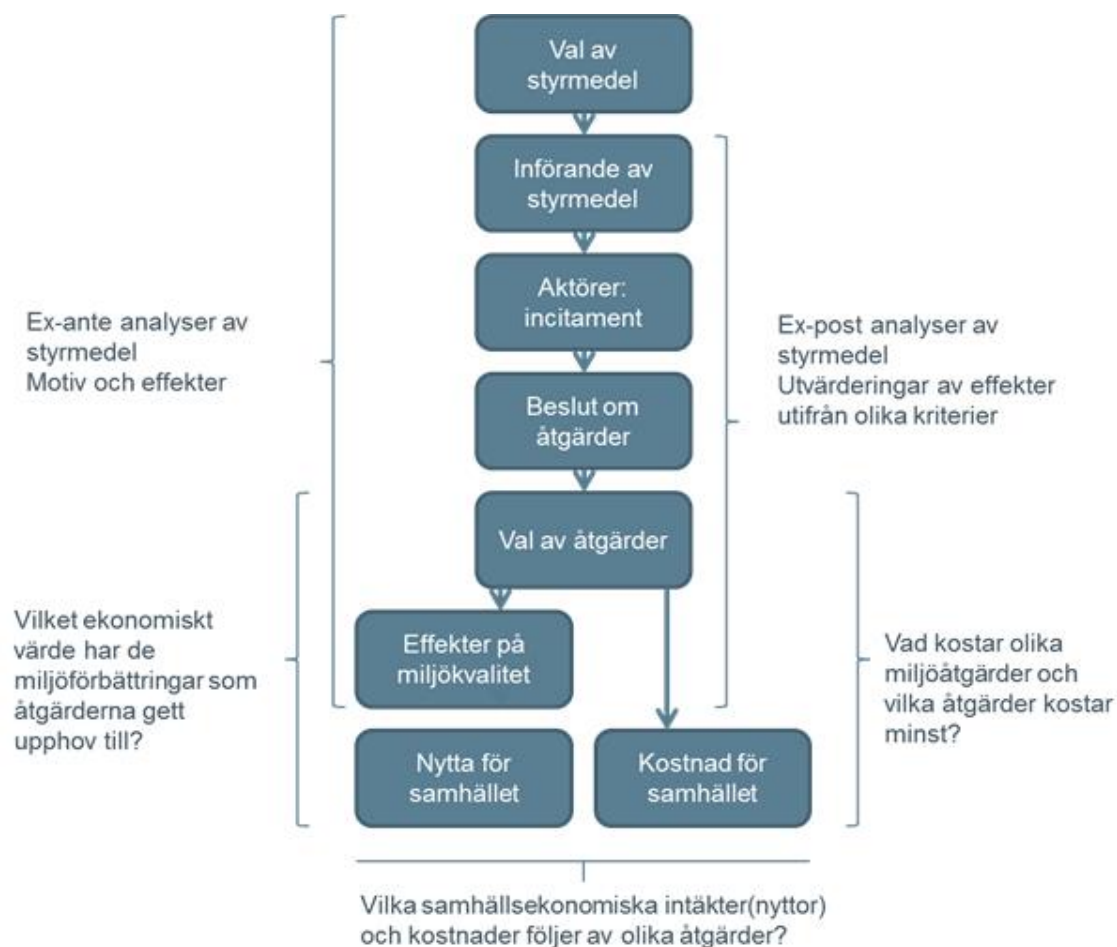 Val av
styrmedel
Införande av
styrmedel
Aktörer:
incitament
Ex-ante analyser av
styrmedel
Motiv och effekter
Ex-post analyser av
styrmedel
Utvärderingar av effekter
utifrån olika kriterier
Beslut om
åtgärder
Val av åtgärder
Vilket ekonomiskt
värde har de
miljöförbättringar som
åtgärderna gett
upphov till?
Effekter på
miljökvalitet
Vad kostar olika
miljöåtgärder och
vilka åtgärder kostar
minst?
Nytta för
samhället
Kostnad för
samhället
Vilka samhällsekonomiska intäkter(nyttor)
och kostnader följer av olika åtgärder?